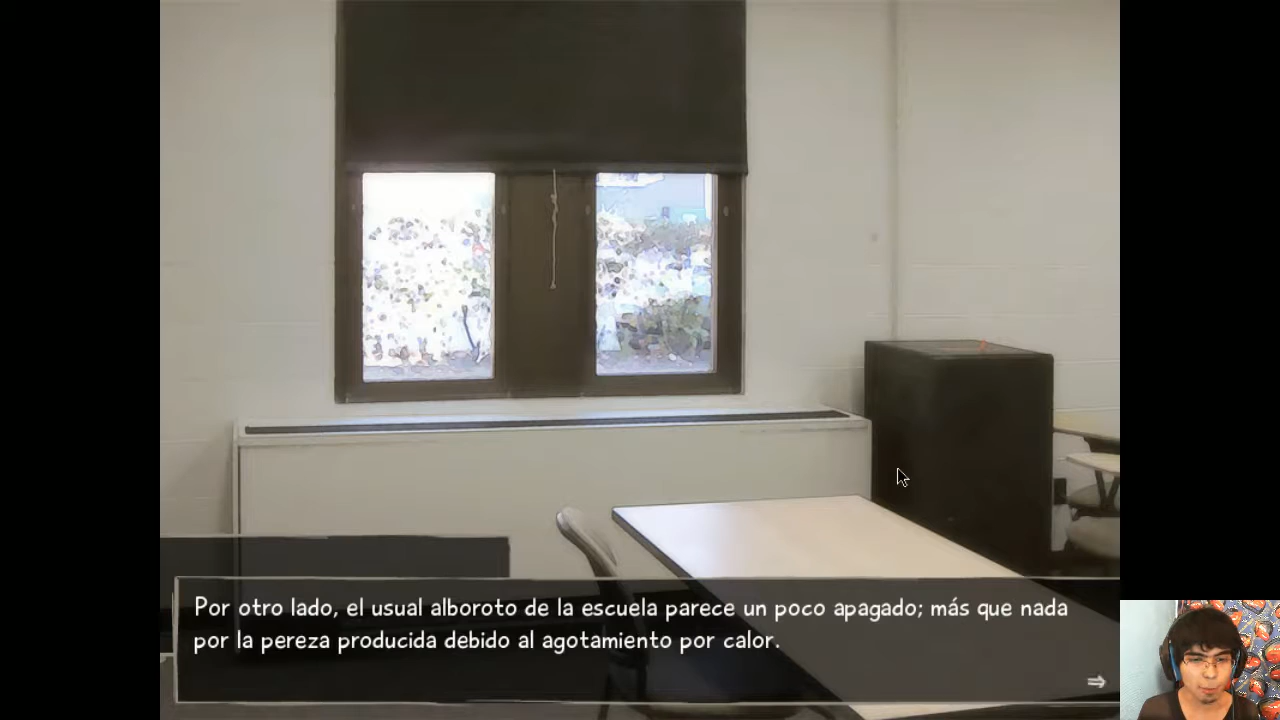 Por otro lado, el usual alboroto de la escuela parece un poco apagado; más que nada
por la pereza producida debido al agotamiento por calor.